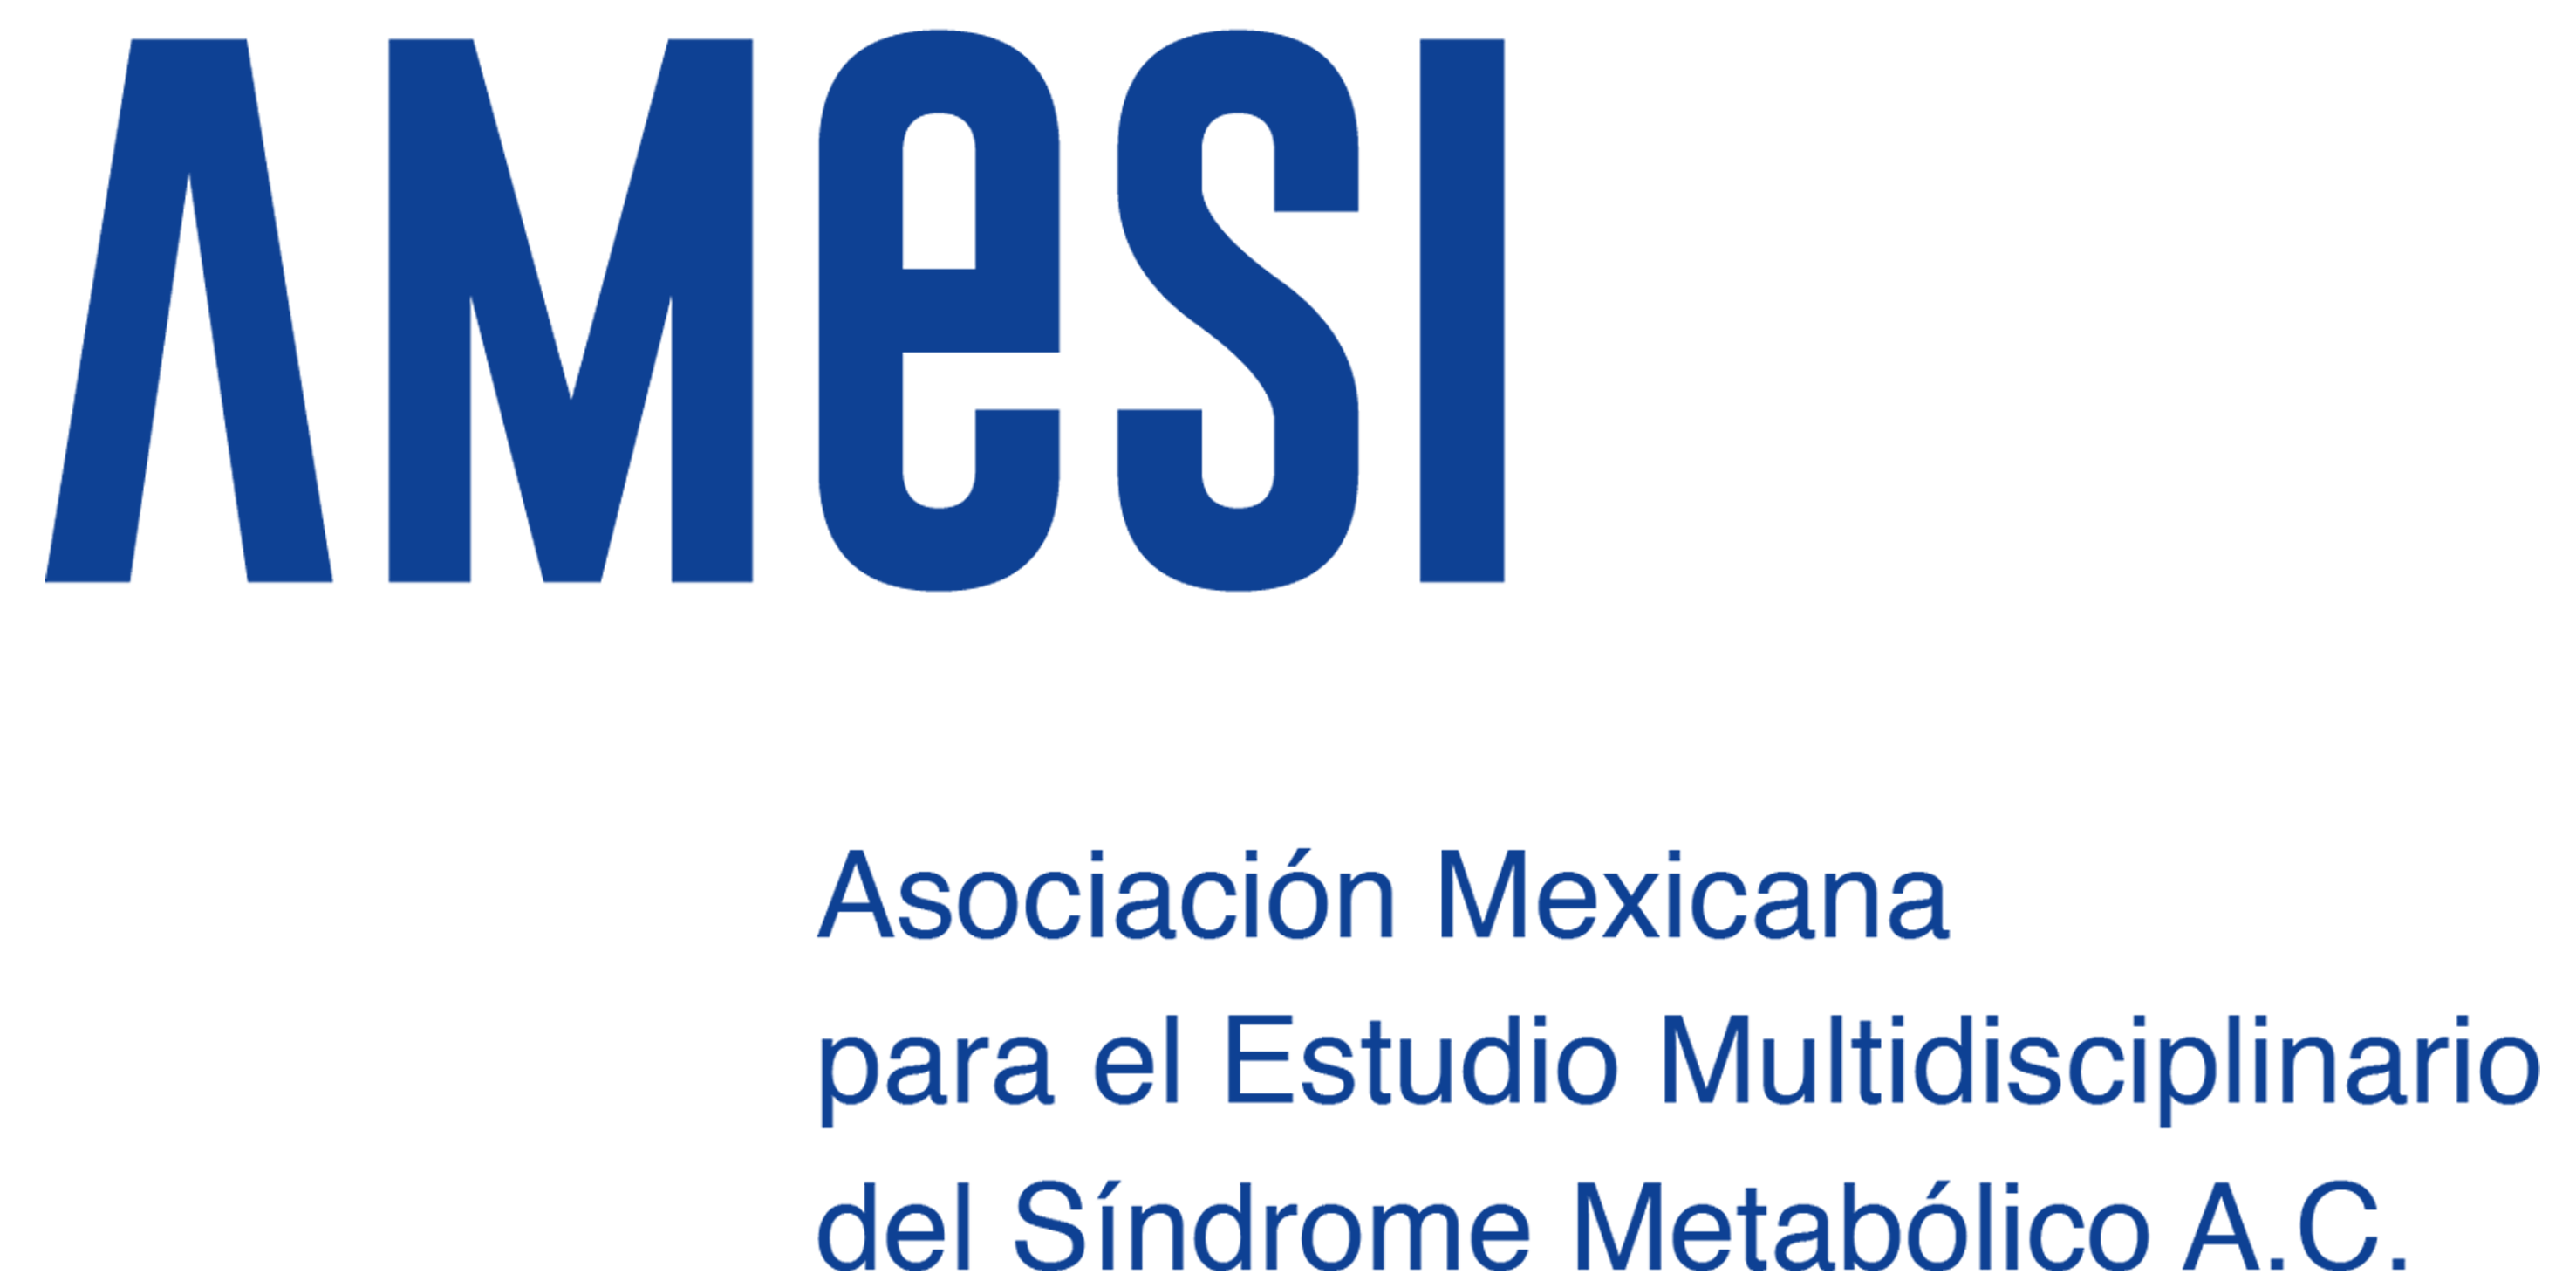 AMeSI
Asociación Mexicana
para el Estudio Multidisciplinario
del Síndrome Metabólico A.C.